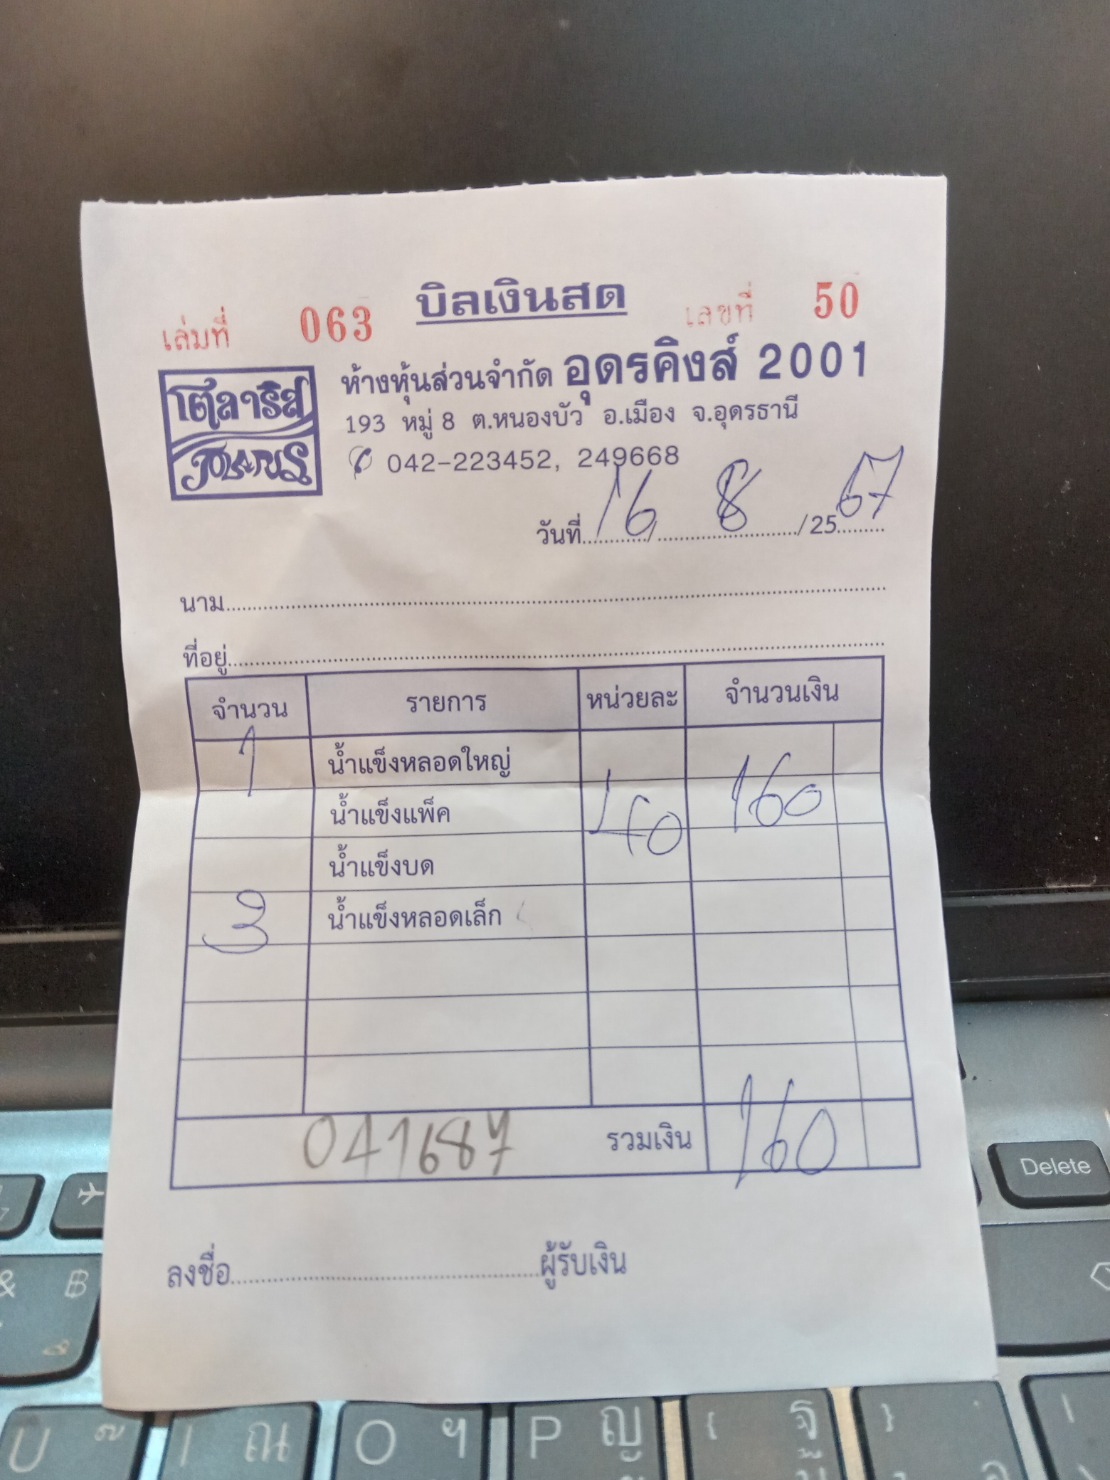 บิลเงินสด
เล่มที่ 063 เลขที่ 50
โพลาริส
ห้างหุ้นส่วนจำกัด อุดรคิงส์ 2001
193 หมู่ 8 ต.หนองบัว อ.เมือง จ.อุดรธานี
042-223452, 249668
วันที่ 16 / 8 / 2567
นาม
ที่อยู่
จำนวน รายการ หน่วยละ จำนวนเงิน
1 น้ำแข็งหลอดใหญ่
น้ำแข็งแพ็ค 40 160
น้ำแข็งบด
3 น้ำแข็งหลอดเล็ก
041687 รวมเงิน 160
ลงชื่อ ผู้รับเงิน
Delete
& ฿
U ๊ I ณ O ฯ P ญ [ ฐ ]